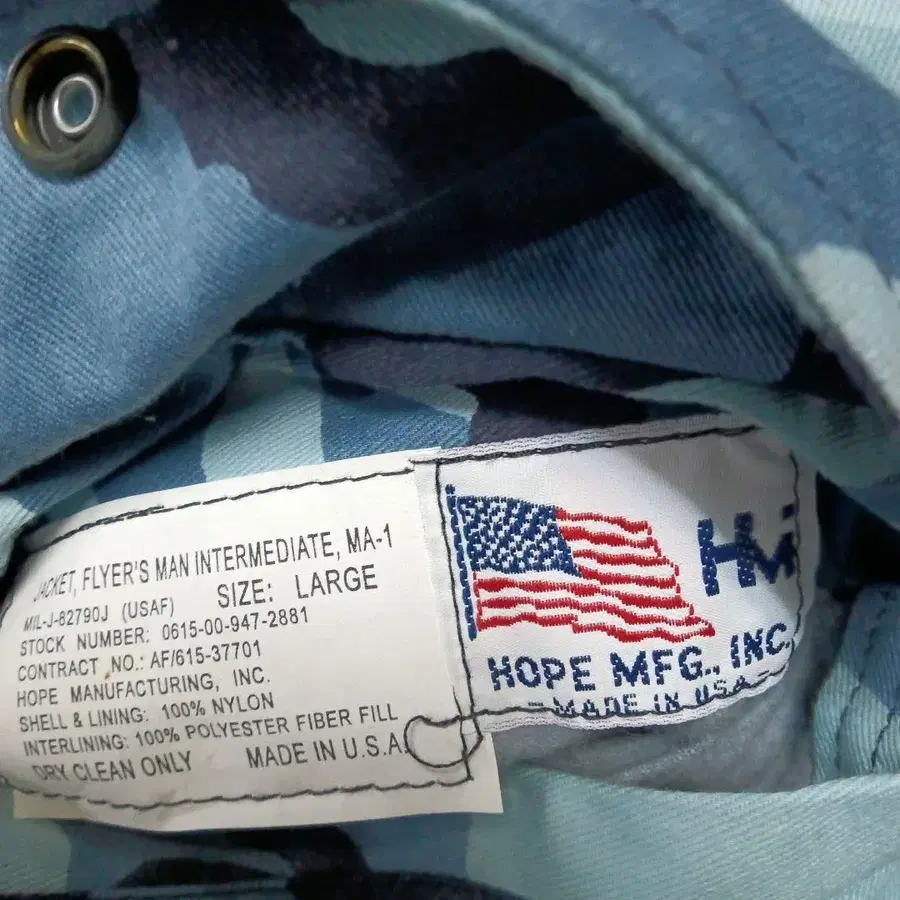 JACKET, FLYER'S MAN INTERMEDIATE, MA-1
MIL-J-82790J (USAF) SIZE: LARGE
STOCK NUMBER: 0615-00-947-2881
CONTRACT NO.: AF/615-37701
HOPE MANUFACTURING, INC.
SHELL & LINING: 100% NYLON
INTERLINING: 100% POLYESTER FIBER FILL
DRY CLEAN ONLY MADE IN U.S.A.
HMi
HOPE MFG., INC.
-MADE IN USA-